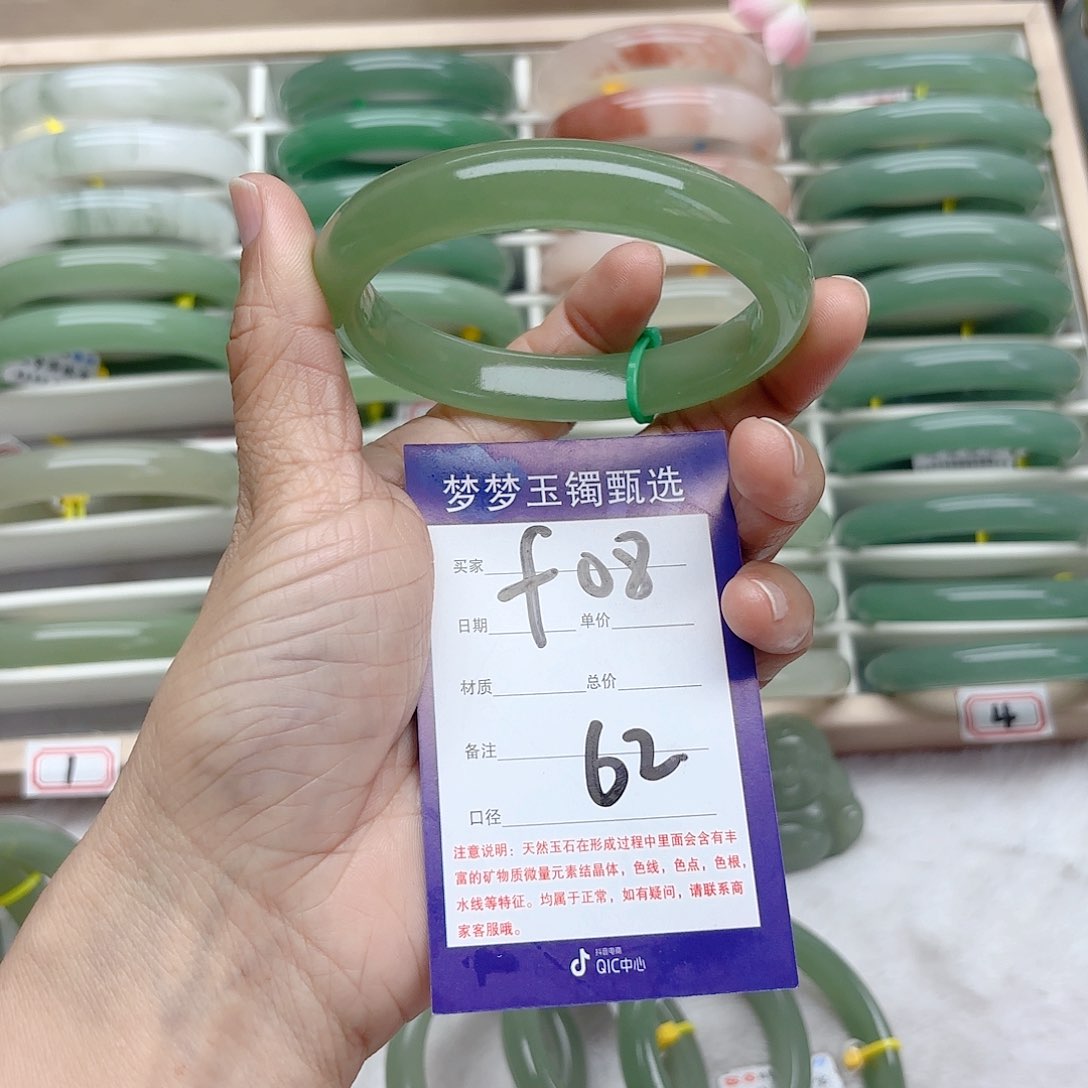 梦梦玉镯甄选
买家 f08
日期 单价
材质 总价
备注 62
口径
注意说明：天然玉石在形成过程中里面会含有丰
富的矿物质微量元素结晶体，色线，色点，色根，
水线等特征。均属于正常，如有疑问，请联系商
家客服哦。
抖音电商
QIC中心
1
4